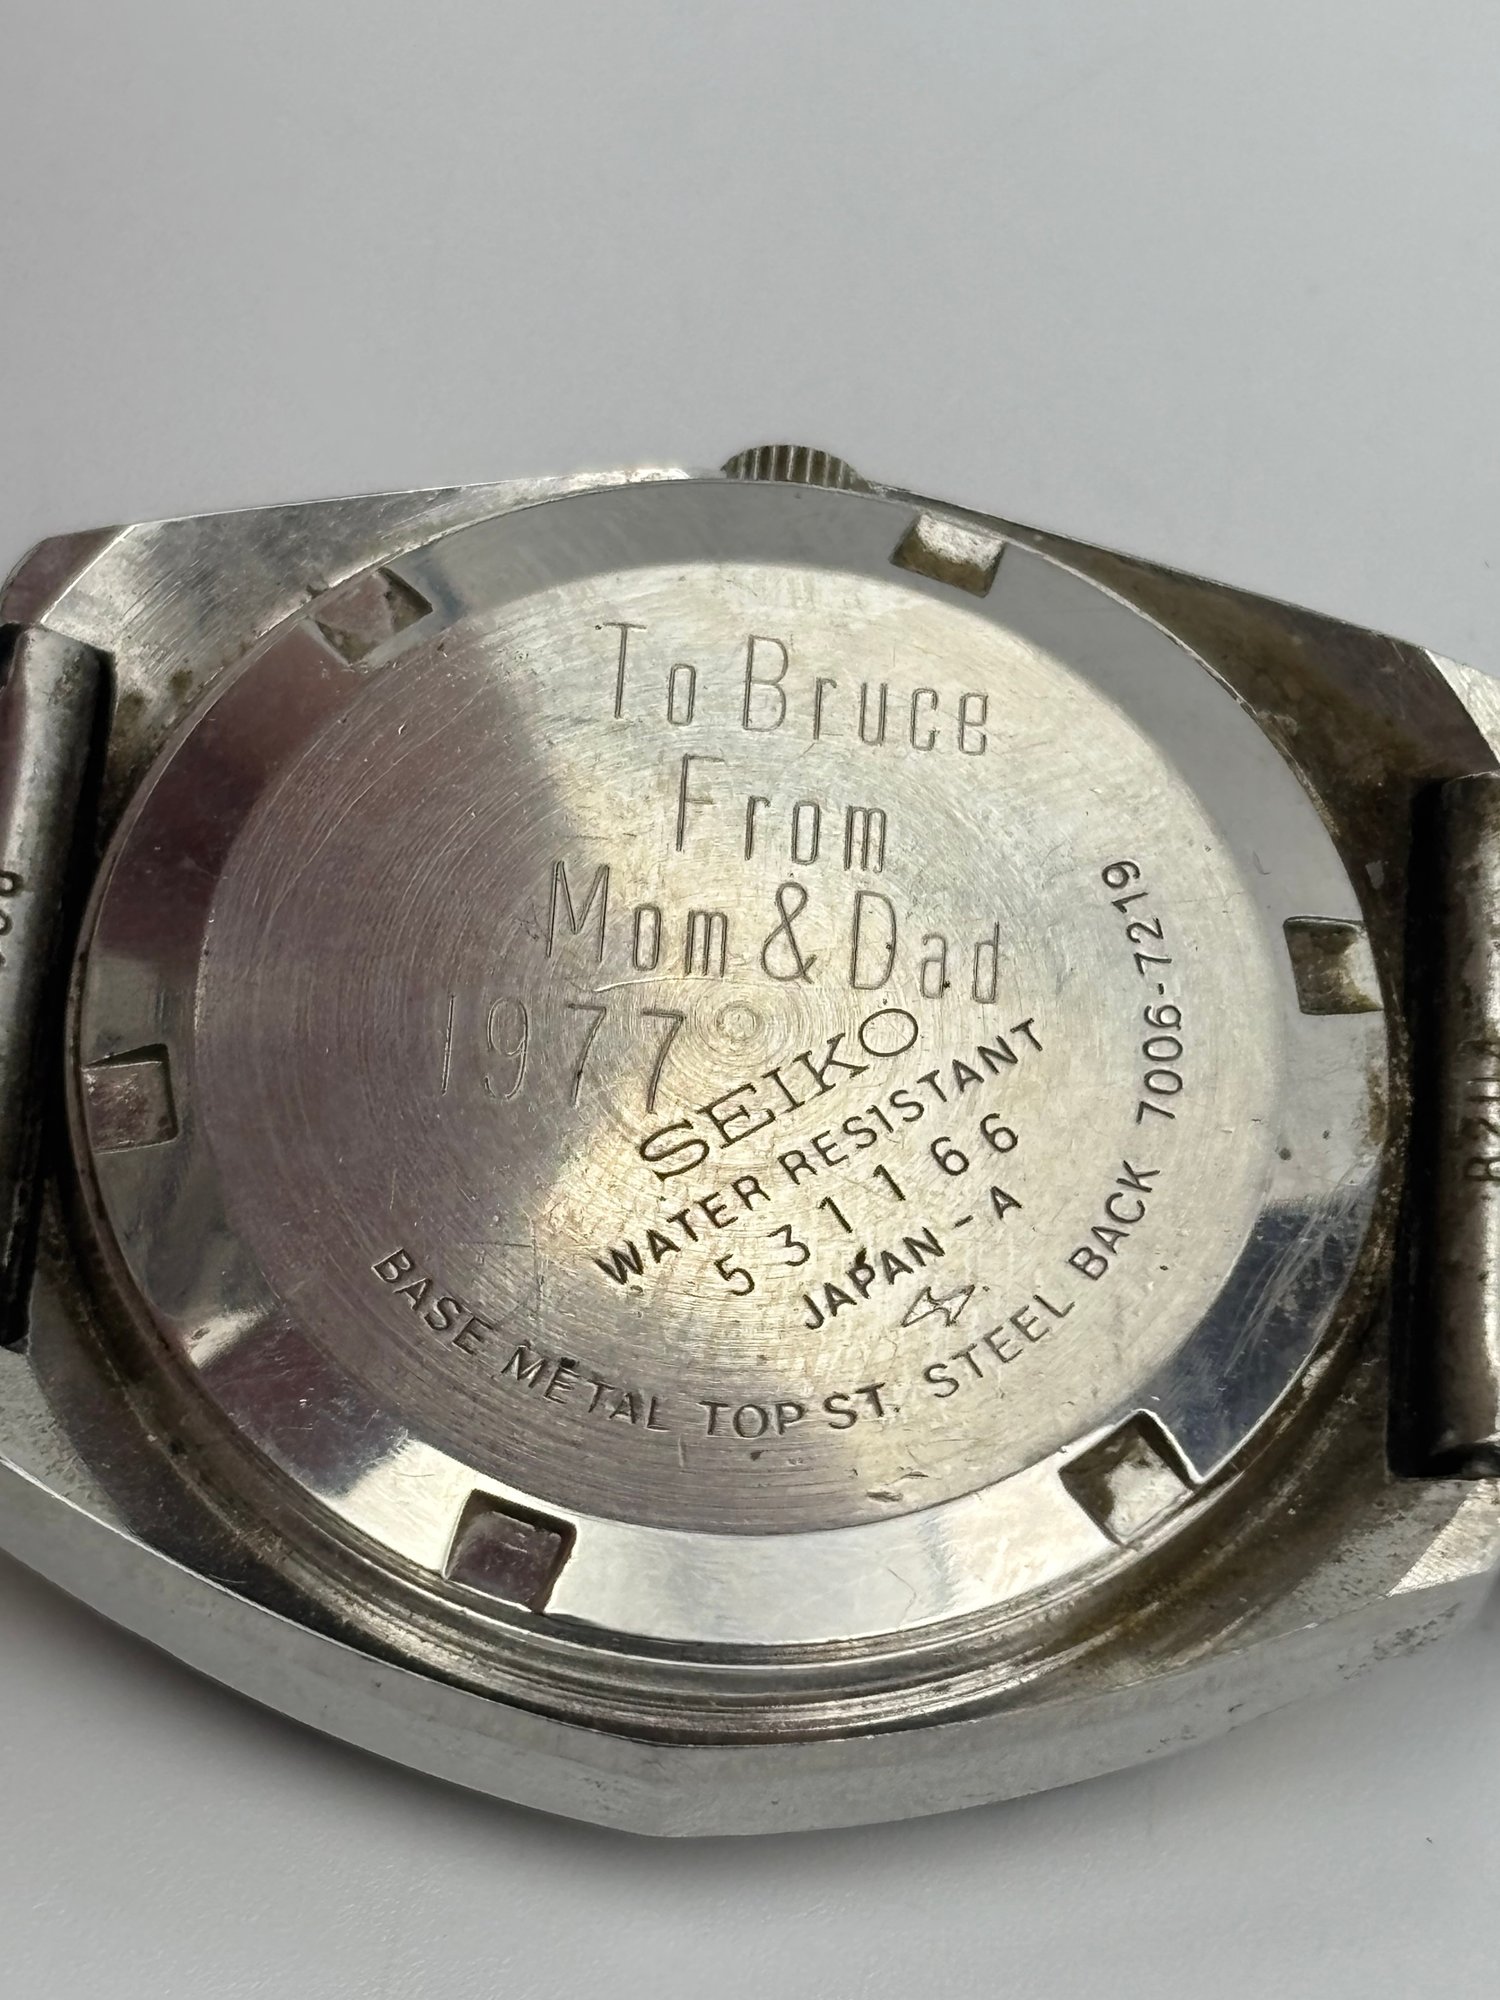 To Bruce
From
Mom & Dad
1977
SEIKO
WATER RESISTANT
531166
JAPAN-A
BASE METAL TOP ST. STEEL BACK 7006-7219